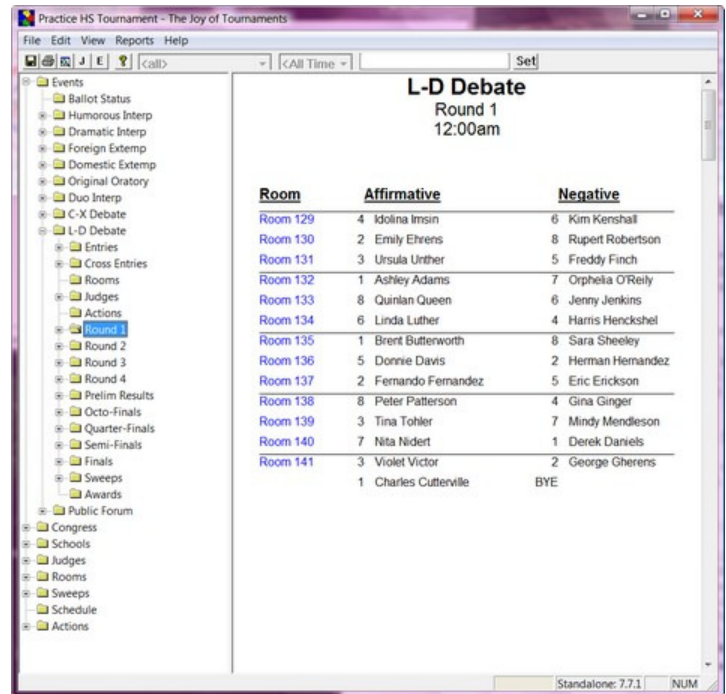 Practice HS Tournament - The Joy of Tournaments
File Edit View Reports Help
J E ? <all> <All Time Set
Events
Ballot Status
Humorous Interp
Dramatic Interp
Foreign Extemp
Domestic Extemp
Original Oratory
Duo Interp
C-X Debate
L-D Debate
Entries
Cross Entries
Rooms
Judges
Actions
Round 1
Round 2
Round 3
Round 4
Prelim Results
Octo-Finals
Quarter-Finals
Semi-Finals
Finals
Sweeps
Awards
Public Forum
Congress
Schools
Judges
Rooms
Sweeps
Schedule
Actions
L-D Debate
Round 1
12:00am
Room Affirmative Negative
Room 129 4 Idolina Imsin 6 Kim Kenshall
Room 130 2 Emily Ehrens 8 Rupert Robertson
Room 131 3 Ursula Unther 5 Freddy Finch
Room 132 1 Ashley Adams 7 Orphelia O'Reily
Room 133 8 Quinlan Queen 6 Jenny Jenkins
Room 134 6 Linda Luther 4 Harris Henckshel
Room 135 1 Brent Butterworth 8 Sara Sheeley
Room 136 5 Donnie Davis 2 Herman Hernandez
Room 137 2 Fernando Fernandez 5 Eric Erickson
Room 138 8 Peter Patterson 4 Gina Ginger
Room 139 3 Tina Tohler 7 Mindy Mendleson
Room 140 7 Nita Nidert 1 Derek Daniels
Room 141 3 Violet Victor 2 George Gherens
1 Charles Cutterville BYE
Standalone: 7.7.1 NUM